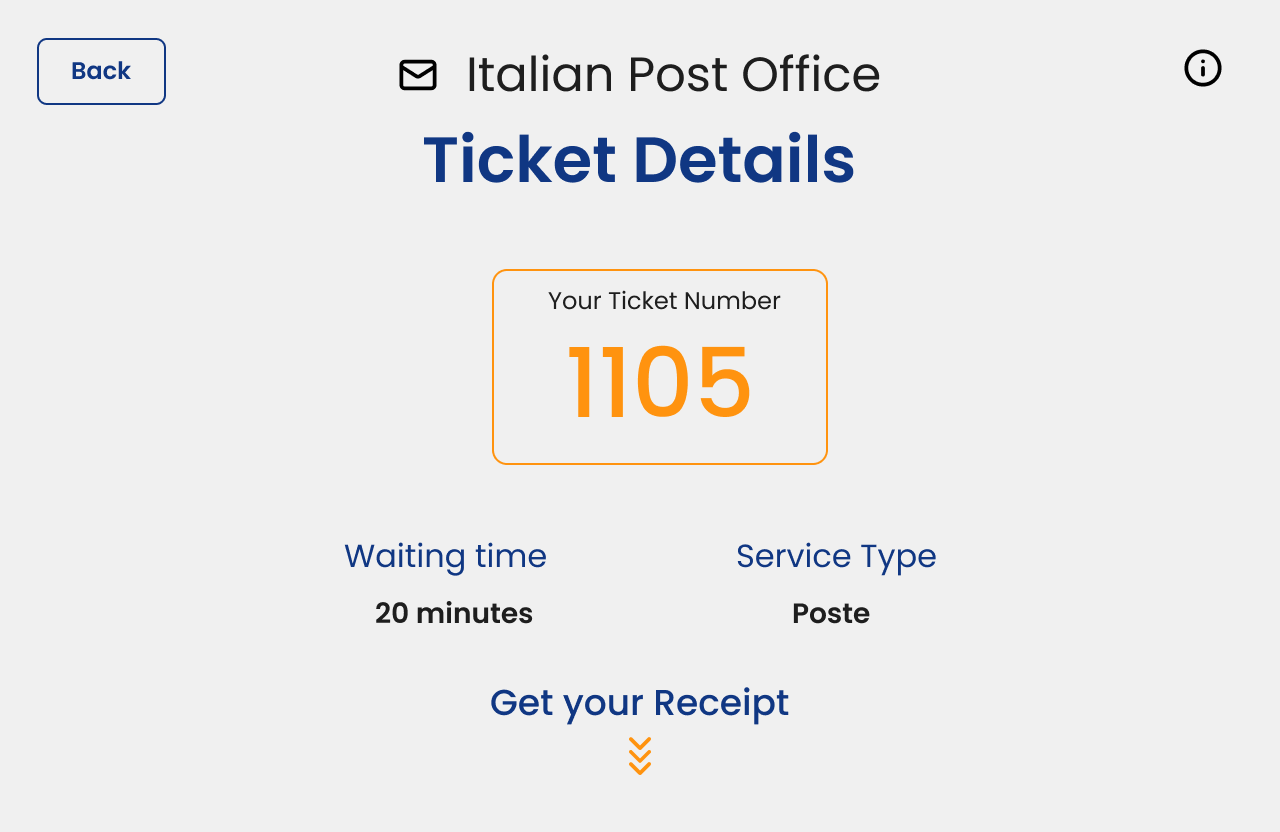 Back
Italian Post Office
Ticket Details
Your Ticket Number
1105
Waiting time
Service Type
20 minutes
Poste
Get your Receipt